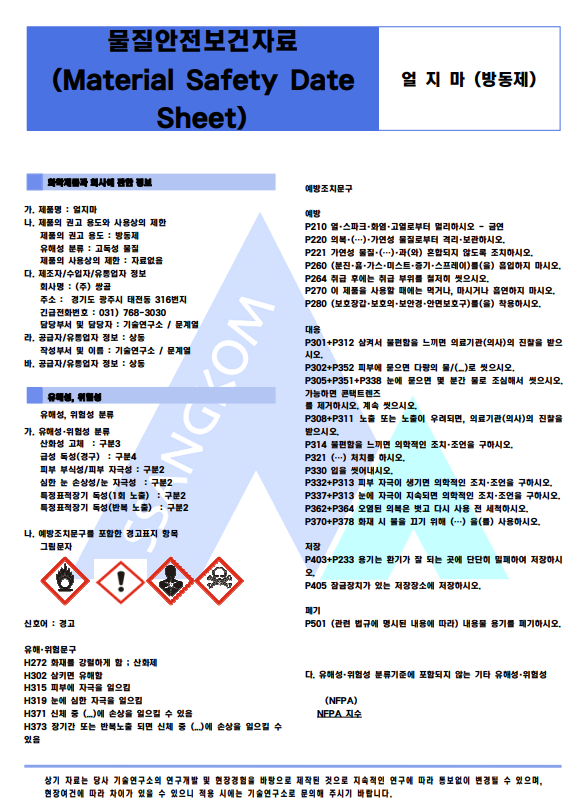 물질안전보건자료
(Material Safety Date
Sheet)
얼 지 마 (방동제)
화학제품과 회사에 관한 정보
가. 제품명 : 얼지마
나. 제품의 권고 용도와 사용상의 제한
제품의 권고 용도 : 방동제
유해성 분류 : 고독성 물질
제품의 사용상의 제한 : 자료없음
다. 제조자/수입자/유통업자 정보
회사명 : (주) 쌍곰
주소 : 경기도 광주시 태전동 316번지
긴급전화번호 : 031) 768-3030
담당부서 및 담당자 : 기술연구소 / 문계열
라. 공급자/유통업자 정보 : 상동
작성부서 및 이름 : 기술연구소 / 문계열
바. 공급자/유통업자 정보 : 상동
유해성, 위험성
유해성, 위험성 분류
가. 유해성·위험성 분류
산화성 고체 : 구분3
급성 독성(경구) : 구분4
피부 부식성/피부 자극성 : 구분2
심한 눈 손상성/눈 자극성 : 구분2
특정표적장기 독성(1회 노출) : 구분2
특정표적장기 독성(반복 노출) : 구분2
나. 예방조치문구를 포함한 경고표지 항목
그림문자
신호어 : 경고
유해·위험문구
H272 화재를 강렬하게 함 ; 산화제
H302 삼키면 유해함
H315 피부에 자극을 일으킴
H319 눈에 심한 자극을 일으킴
H371 신체 중 (...)에 손상을 일으킬 수 있음
H373 장기간 또는 반복노출 되면 신체 중 (...)에 손상을 일으킬 수
있음
예방조치문구
예방
P210 열·스파크·화염·고열로부터 멀리하시오 - 금연
P220 의복·(···)·가연성 물질로부터 격리·보관하시오.
P221 가연성 물질·(···)·과(와) 혼합되지 않도록 조치하시오.
P260 (분진·흄·가스·미스트·증기·스프레이)를(을) 흡입하지 마시오.
P264 취급 후에는 취급 부위를 철저히 씻으시오.
P270 이 제품을 사용할 때에는 먹거나, 마시거나 흡연하지 마시오.
P280 (보호장갑·보호의·보안경·안면보호구)를(을) 착용하시오.
대응
P301+P312 삼켜서 불편함을 느끼면 의료기관(의사)의 진찰을 받으
시오.
P302+P352 피부에 묻으면 다량의 물/(...)로 씻으시오.
P305+P351+P338 눈에 묻으면 몇 분간 물로 조심해서 씻으시오.
가능하면 콘택트렌즈
를 제거하시오. 계속 씻으시오.
P308+P311 노출 또는 노출이 우려되면, 의료기관(의사)의 진찰을
받으시오.
P314 불편함을 느끼면 의학적인 조치·조언을 구하시오.
P321 (···) 처치를 하시오.
P330 입을 씻어내시오.
P332+P313 피부 자극이 생기면 의학적인 조치·조언을 구하시오.
P337+P313 눈에 자극이 지속되면 의학적인 조치·조언을 구하시오.
P362+P364 오염된 의복은 벗고 다시 사용 전 세척하시오.
P370+P378 화재 시 불을 끄기 위해 (···) 을(를) 사용하시오.
저장
P403+P233 용기는 환기가 잘 되는 곳에 단단히 밀폐하여 저장하시
오.
P405 잠금장치가 있는 저장장소에 저장하시오.
폐기
P501 (관련 법규에 명시된 내용에 따라) 내용물 용기를 폐기하시오.
다. 유해성·위험성 분류기준에 포함되지 않는 기타 유해성·위험성
(NFPA)
NFPA 지수
SSANGKOM
상기 자료는 당사 기술연구소의 연구개발 및 현장경험을 바탕으로 제작된 것으로 지속적인 연구에 따라 통보없이 변경될 수 있으며,
현장여건에 따라 차이가 있을 수 있으니 적용 시에는 기술연구소로 문의해 주시기 바랍니다.